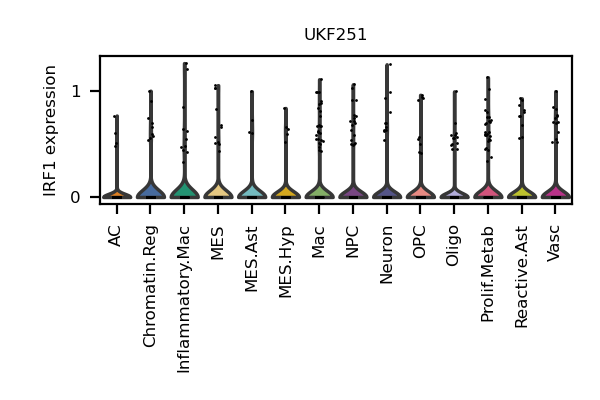 UKF251
IRF1 expression
1
0
AC
Chromatin.Reg
Inflammatory.Mac
MES
MES.Ast
MES.Hyp
Mac
NPC
Neuron
OPC
Oligo
Prolif.Metab
Reactive.Ast
Vasc